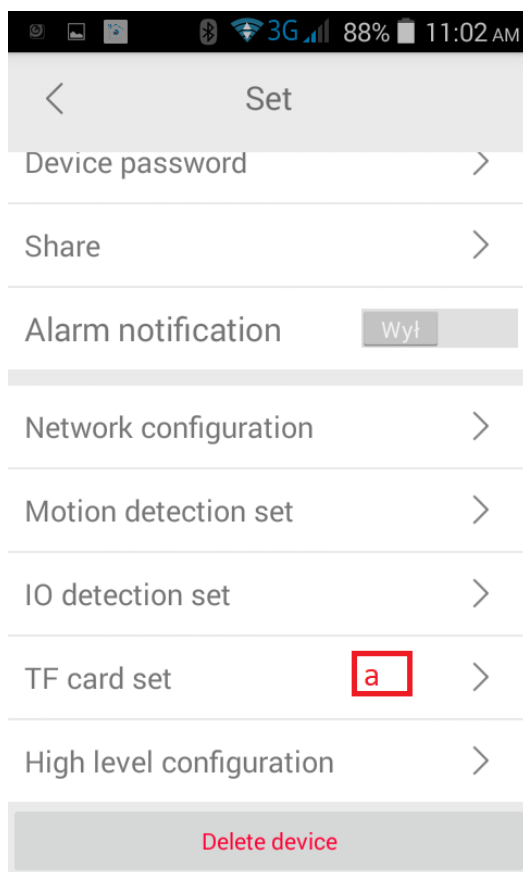 3G 88% 11:02 AM
Set
Device password
Share
Alarm notification Wył
Network configuration
Motion detection set
IO detection set
TF card set a
High level configuration
Delete device